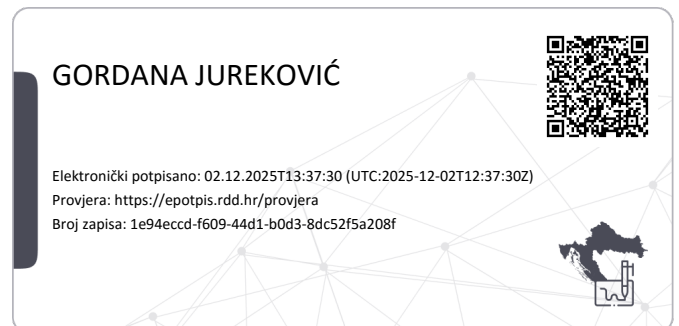 GORDANA JUREKOVIĆ
Elektronički potpisano: 02.12.2025T13:37:30 (UTC:2025-12-02T12:37:30Z)
Provjera: https://epotpis.rdd.hr/provjera
Broj zapisa: 1e94eccd-f609-44d1-b0d3-8dc52f5a208f